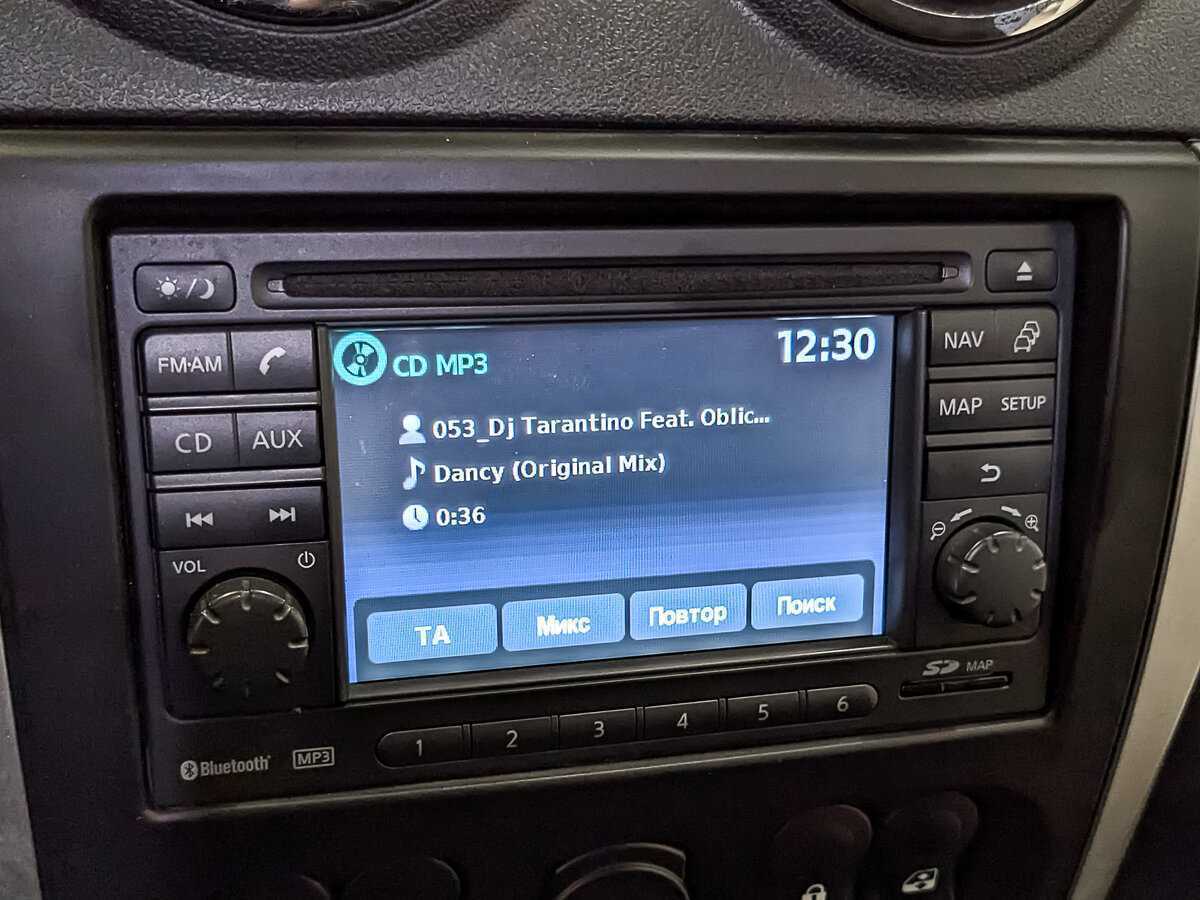 FM·AM
CD
AUX
VOL
CD MP3
12:30
053_Dj Tarantino Feat. Oblic...
Dancy (Original Mix)
0:36
TA
Микс
Повтор
Поиск
NAV
MAP
SETUP
SD MAP
1 2 3 4 5 6
Bluetooth
MP3